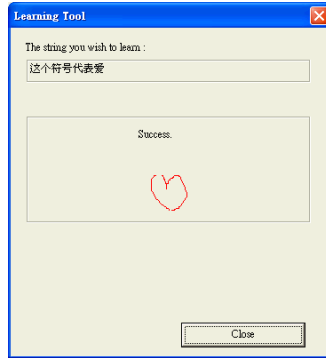 Learning Tool
The string you wish to learn :
这个符号代表爱
Success.
Close